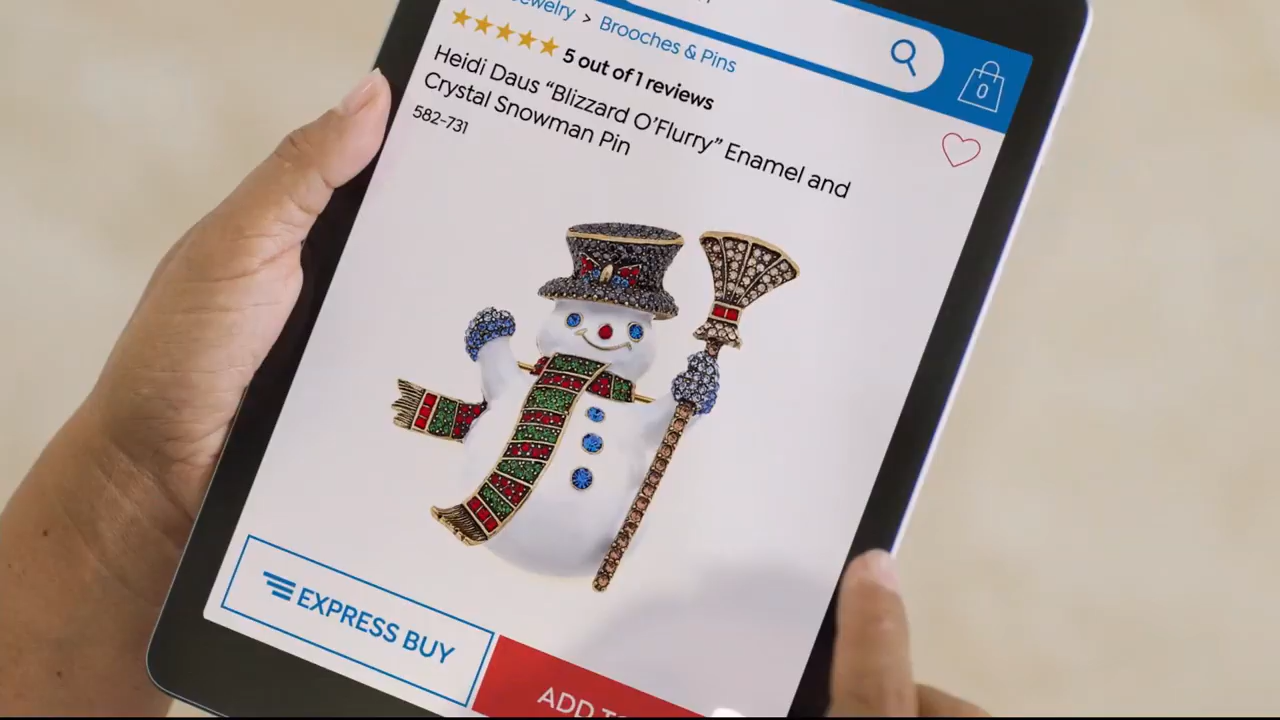 > Brooches & Pins
0
5 out of 1 reviews
Heidi Daus “Blizzard O’Flurry” Enamel and
Crystal Snowman Pin
582-731
EXPRESS BUY
ADD